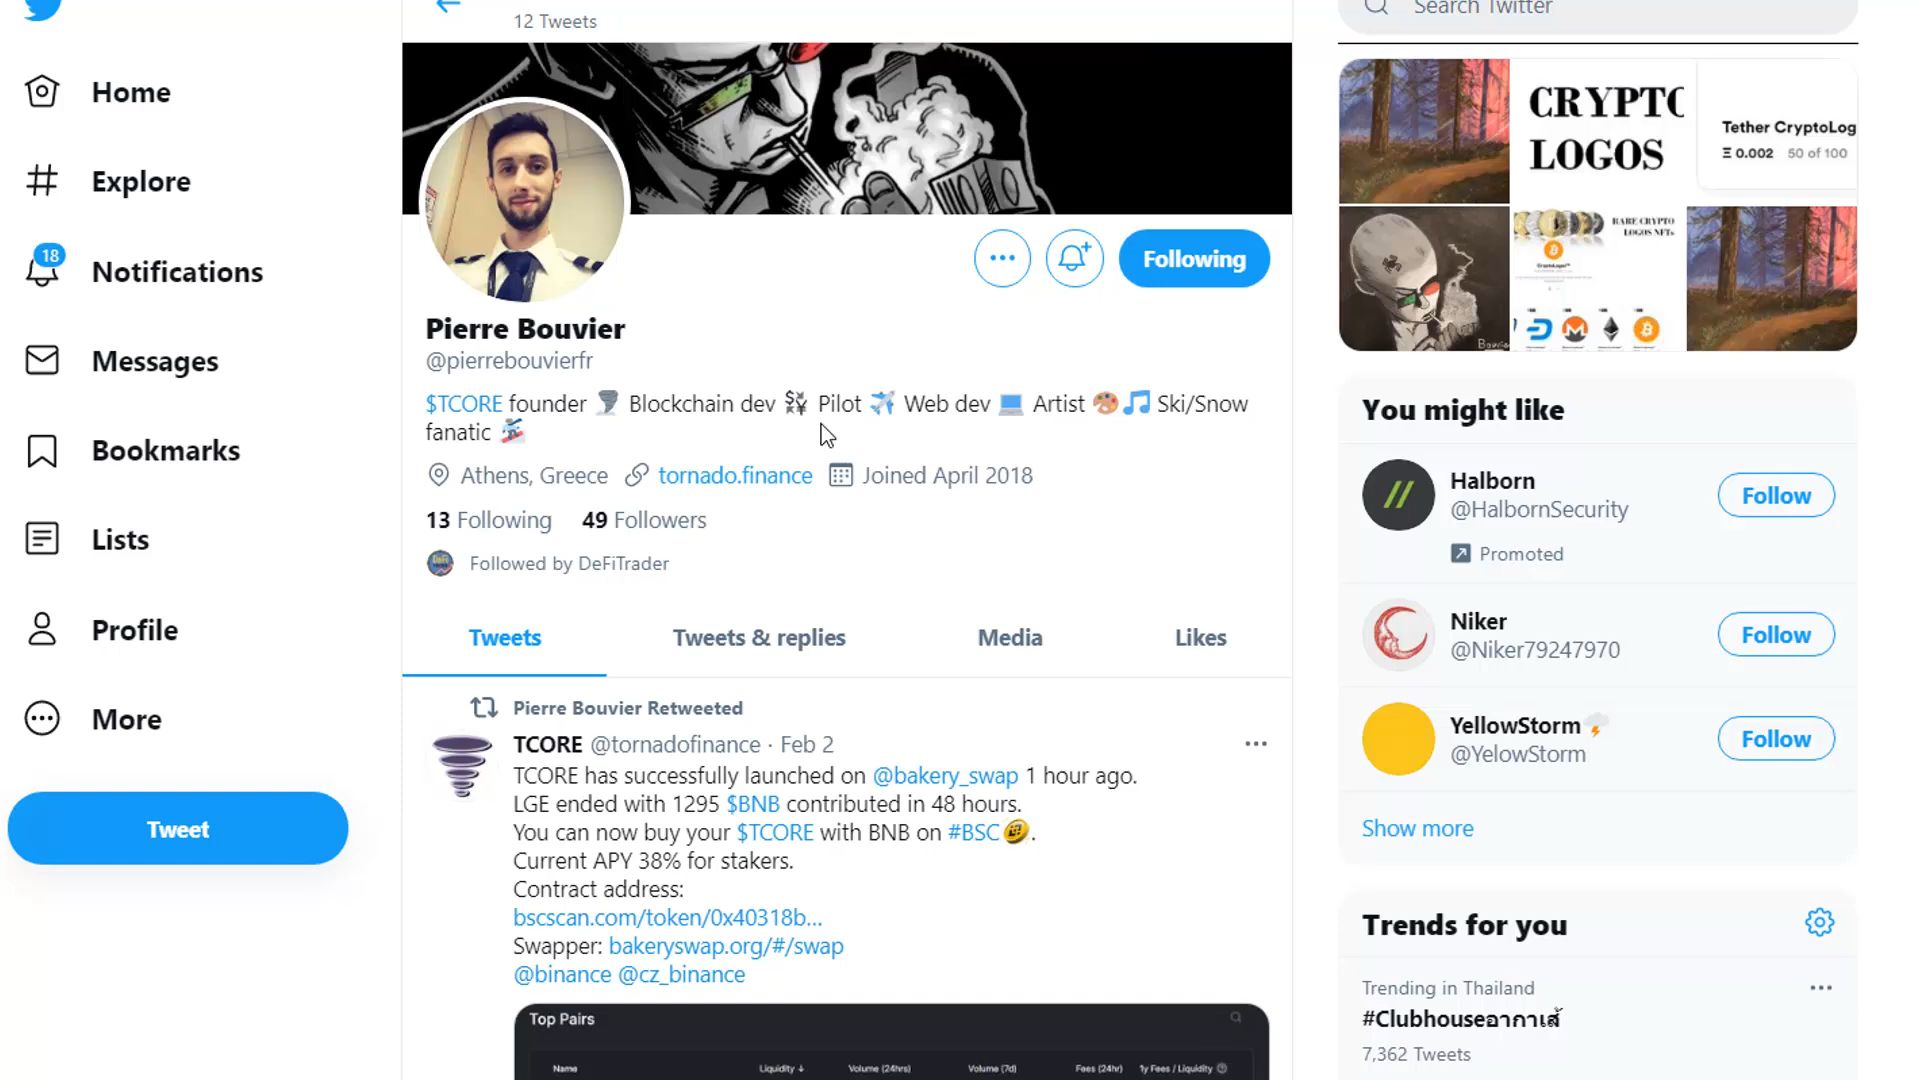 12 Tweets
Search Twitter
Home
Explore
18
Notifications
Messages
Bookmarks
Lists
Profile
More
Tweet
Following
Pierre Bouvier
@pierrebouvierfr
$TCORE founder 🌪️ Blockchain dev 💱 Pilot ✈️ Web dev 💻 Artist 🎨🎵 Ski/Snow
fanatic 🏂
Athens, Greece tornado.finance Joined April 2018
13 Following 49 Followers
Followed by DeFiTrader
Tweets Tweets & replies Media Likes
Pierre Bouvier Retweeted
TCORE @tornadofinance · Feb 2
TCORE has successfully launched on @bakery_swap 1 hour ago.
LGE ended with 1295 $BNB contributed in 48 hours.
You can now buy your $TCORE with BNB on #BSC.
Current APY 38% for stakers.
Contract address:
bscscan.com/token/0x40318b…
Swapper: bakeryswap.org/#/swap
@binance @cz_binance
Top Pairs
Name Liquidity ↓ Volume (24hrs) Volume (7d) Fees (24hr) 1y Fees / Liquidity
CRYPTO
LOGOS
Tether CryptoLog
Ξ 0.002 50 of 100
RARE CRYPTO
LOGOS NFTs
You might like
Halborn
@HalbornSecurity
Promoted
Follow
Niker
@Niker79247970
Follow
YellowStorm🌩️
@YelowStorm
Follow
Show more
Trends for you
Trending in Thailand
#Clubhouseอากาเส้
7,362 Tweets